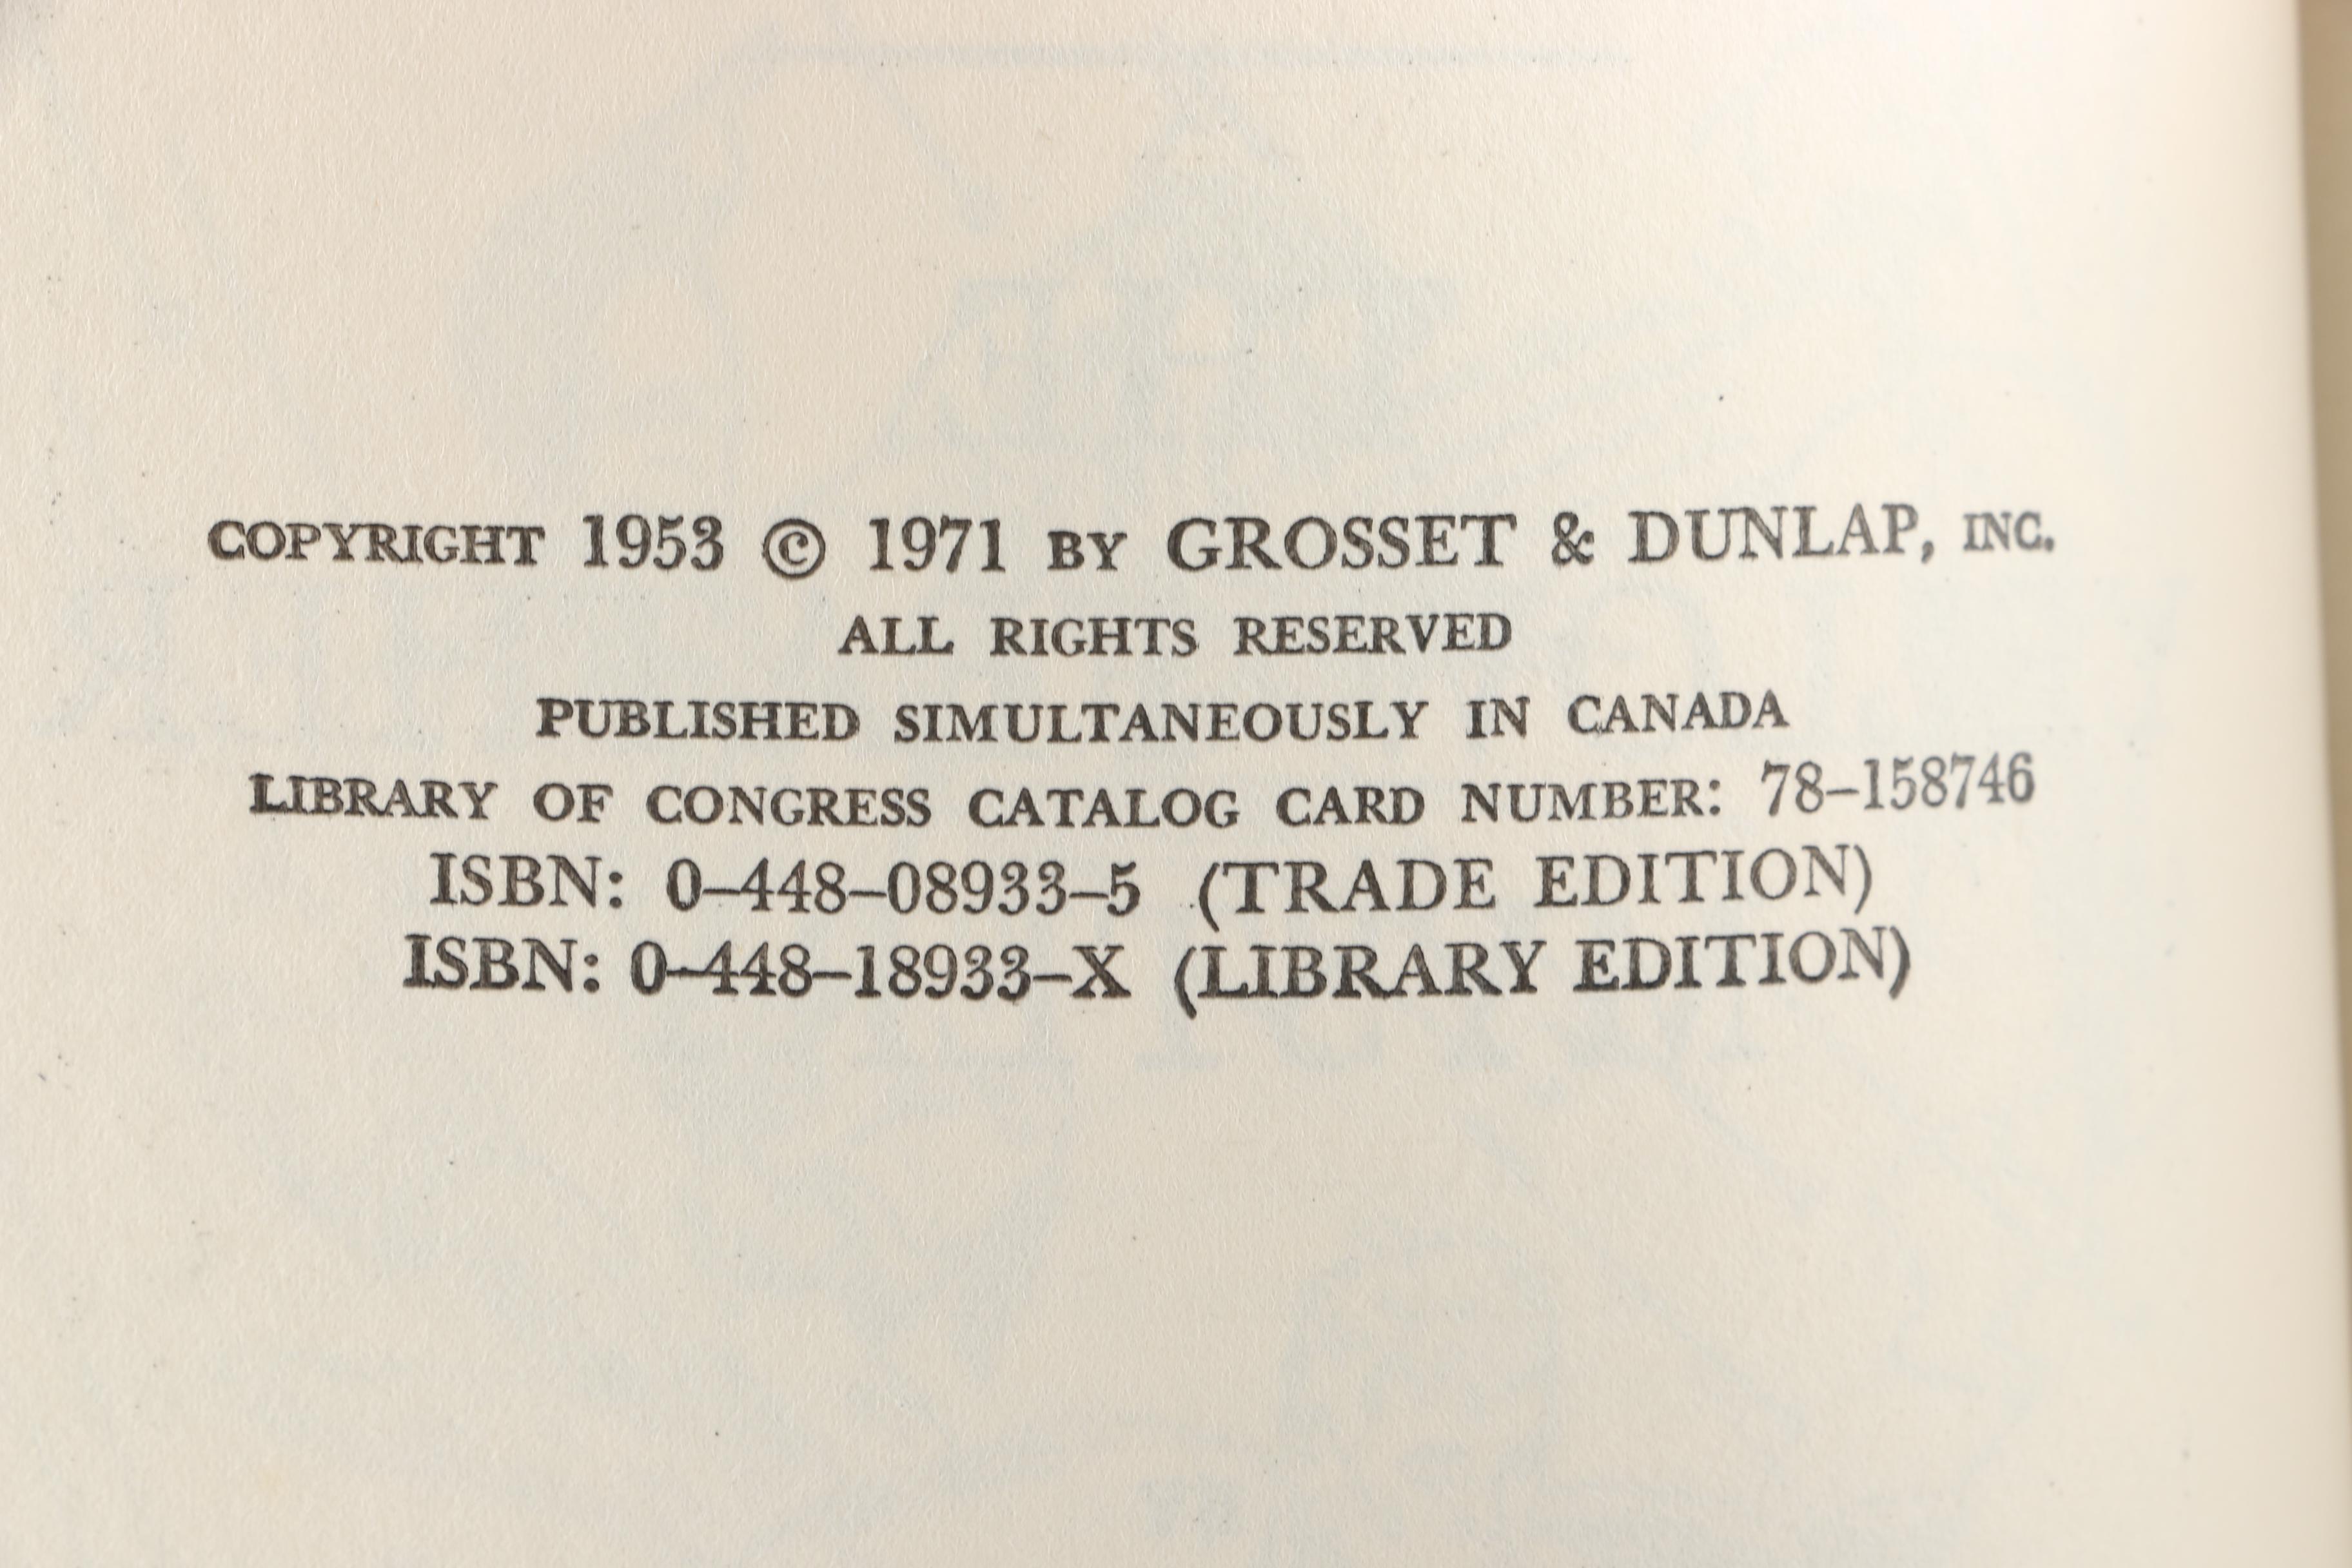 COPYRIGHT 1953 © 1971 BY GROSSET & DUNLAP, INC.
ALL RIGHTS RESERVED
PUBLISHED SIMULTANEOUSLY IN CANADA
LIBRARY OF CONGRESS CATALOG CARD NUMBER: 78–158746
ISBN: 0–448–08933–5 (TRADE EDITION)
ISBN: 0–448–18933–X (LIBRARY EDITION)